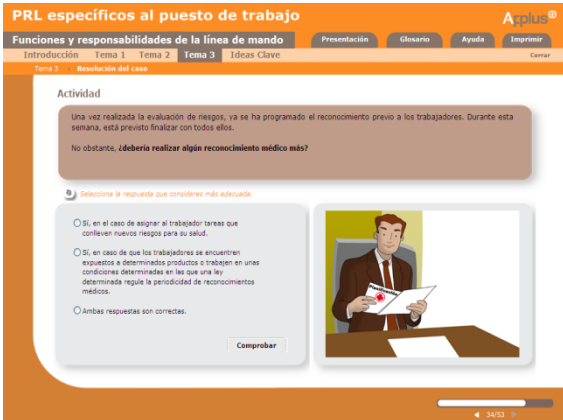 PRL específicos al puesto de trabajo
Applus⊕
Funciones y responsabilidades de la línea de mando
Presentación
Glosario
Ayuda
Imprimir
Introducción
Tema 1
Tema 2
Tema 3
Ideas Clave
Cerrar
Tema 3
Resolución del caso
Actividad
Una vez realizada la evaluación de riesgos, ya se ha programado el reconocimiento previo a los trabajadores. Durante esta
semana, está previsto finalizar con todos ellos.
No obstante, ¿debería realizar algún reconocimiento médico más?
Selecciona la respuesta que consideres más adecuada.
Sí, en el caso de asignar al trabajador tareas que
conlleven nuevos riesgos para su salud.
Sí, en caso de que los trabajadores se encuentren
expuestos a determinados productos o trabajen en unas
condiciones determinadas en las que una ley
determinada regule la periodicidad de reconocimientos
médicos.
Ambas respuestas son correctas.
Comprobar
Planificación
34/53